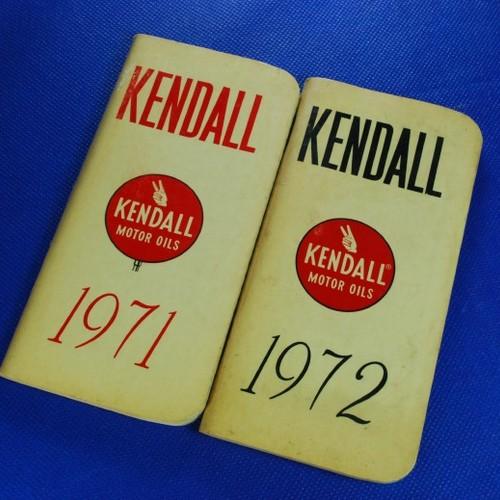 KENDALL
KENDALL
MOTOR OILS
1971
KENDALL
KENDALL®
MOTOR OILS
1972